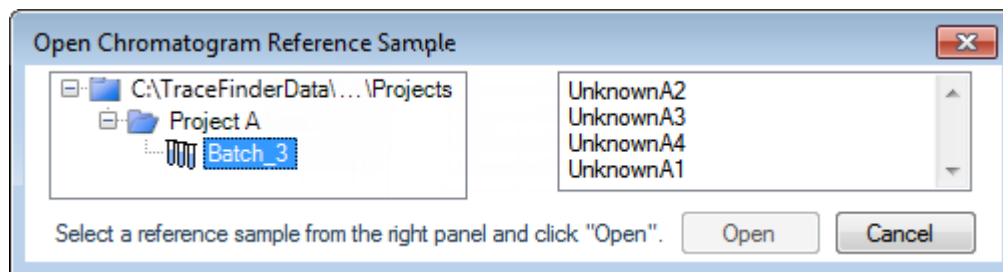 Open Chromatogram Reference Sample
C:\TraceFinderData\... \Projects
Project A
Batch_3
UnknownA2
UnknownA3
UnknownA4
UnknownA1
Select a reference sample from the right panel and click "Open".
Open
Cancel